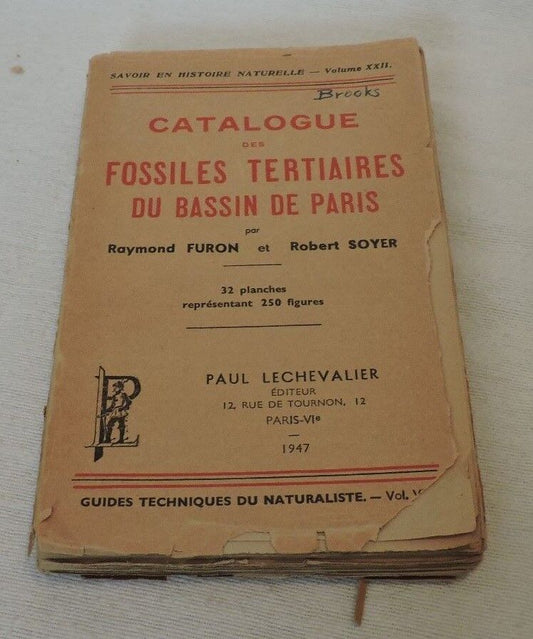 SAVOIR EN HISTOIRE NATURELLE — Volume XXII.
Brooks
CATALOGUE
DES
FOSSILES TERTIAIRES
DU BASSIN DE PARIS
par
Raymond FURON et Robert SOYER
32 planches
représentant 250 figures
PAUL LECHEVALIER
ÉDITEUR
12, RUE DE TOURNON, 12
PARIS-VIe
1947
GUIDES TECHNIQUES DU NATURALISTE. — Vol.